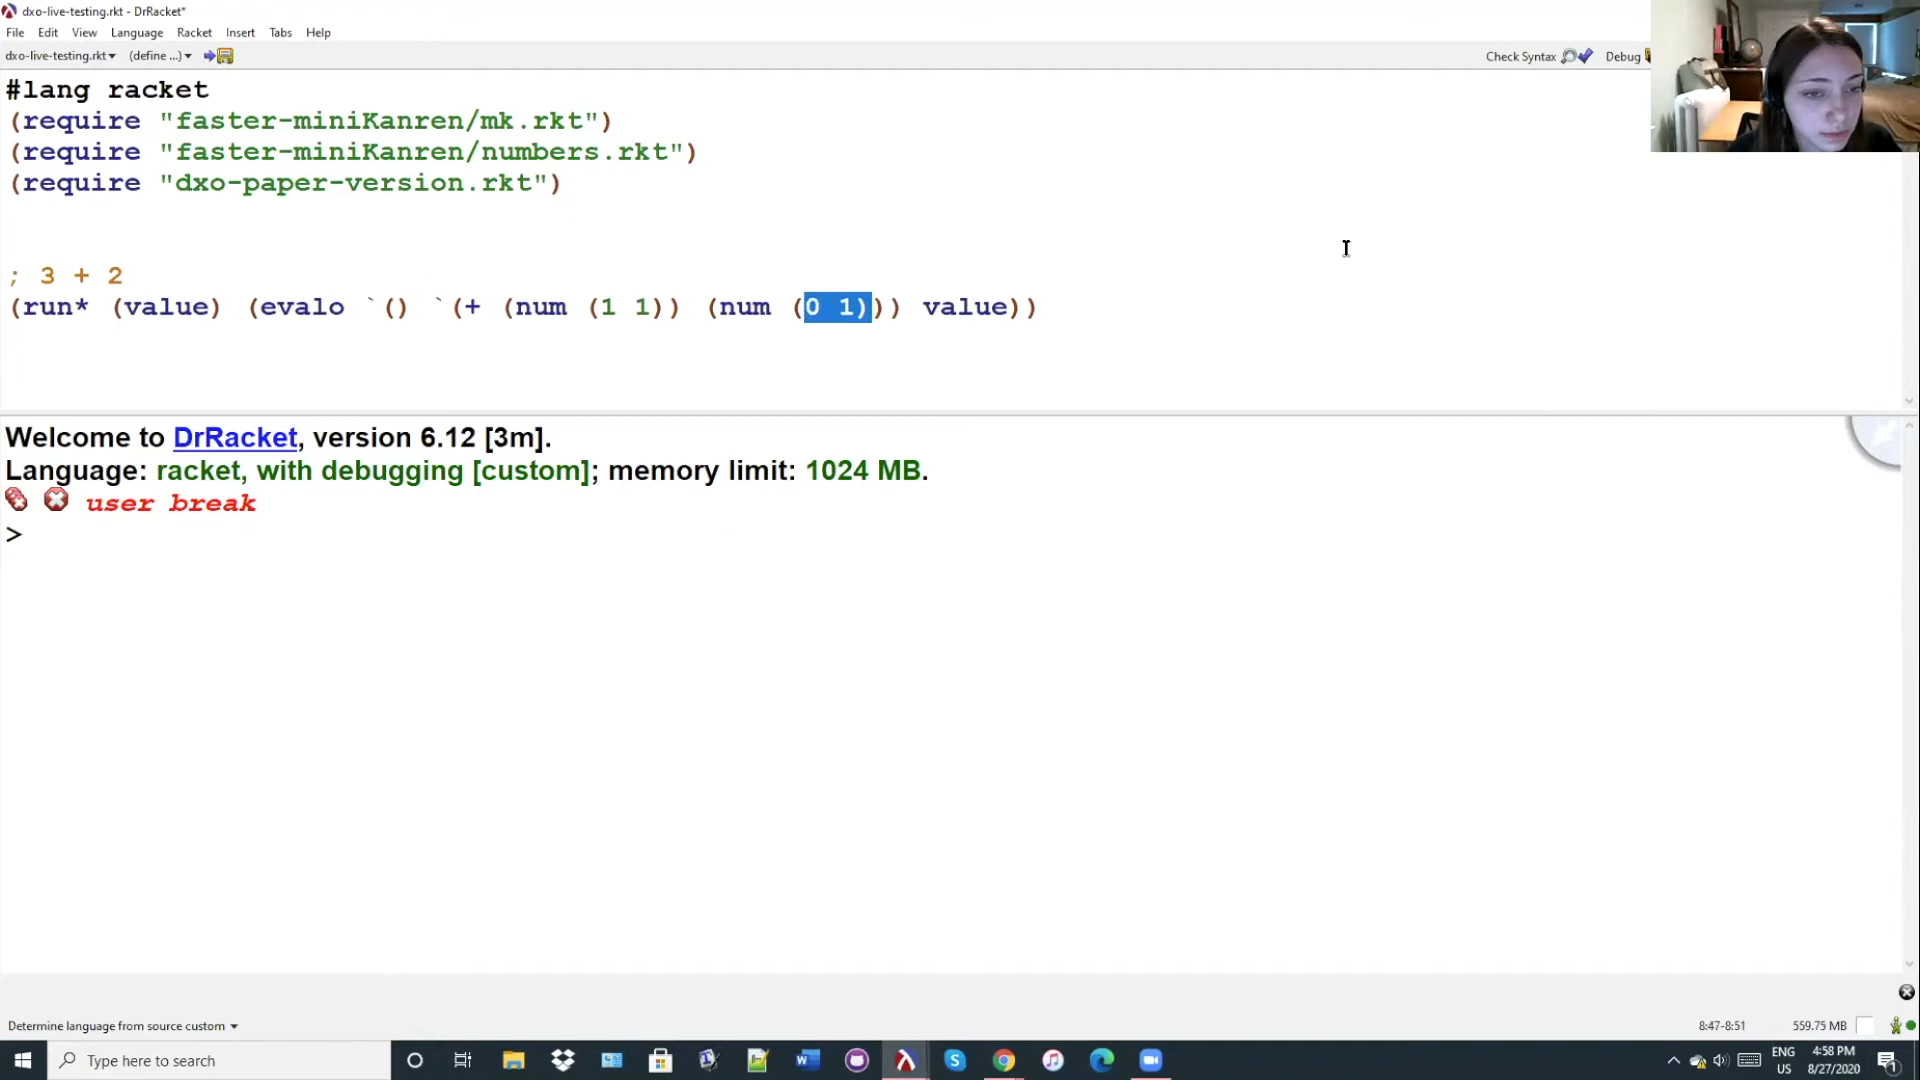 dxo-live-testing.rkt - DrRacket*
File Edit View Language Racket Insert Tabs Help
dxo-live-testing.rkt▾ (define ...)▾
Check Syntax Debug
#lang racket
(require "faster-miniKanren/mk.rkt")
(require "faster-miniKanren/numbers.rkt")
(require "dxo-paper-version.rkt")
; 3 + 2
(run* (value) (evalo `() `(+ (num (1 1)) (num (0 1))) value))
Welcome to DrRacket, version 6.12 [3m].
Language: racket, with debugging [custom]; memory limit: 1024 MB.
user break
>
Determine language from source custom ▾
8:47-8:51
559.75 MB
Type here to search
ENG
US
4:58 PM
8/27/2020